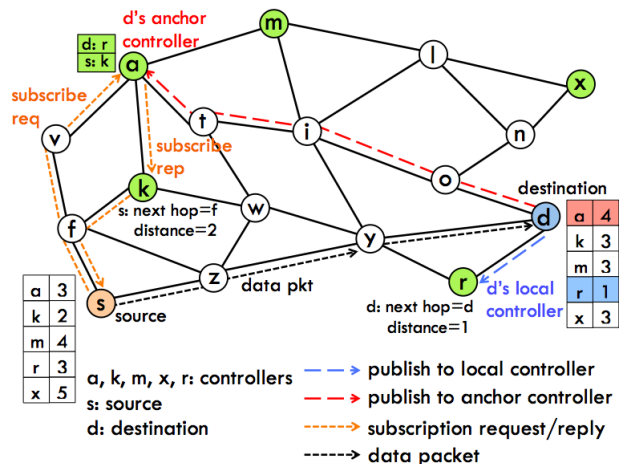 d's anchor
controller
d: r
s: k
a
m
l
x
subscribe
req
v
t
i
n
subscribe
rep
k
o
s: next hop=f
distance=2
w
destination
d
f
y
a 4
k 3
m 3
r 1
x 3
z
data pkt
r
d's local
controller
s
source
d: next hop=d
distance=1
a 3
k 2
m 4
r 3
x 5
a, k, m, x, r: controllers
s: source
d: destination
publish to local controller
publish to anchor controller
subscription request/reply
data packet